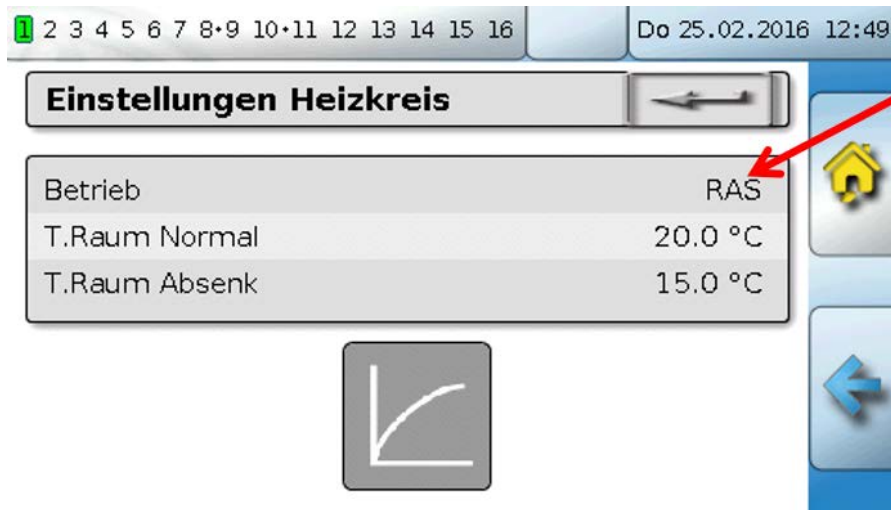 1 2 3 4 5 6 7 8•9 10•11 12 13 14 15 16 Do 25.02.2016 12:49
Einstellungen Heizkreis
Betrieb RAS
T.Raum Normal 20.0 °C
T.Raum Absenk 15.0 °C